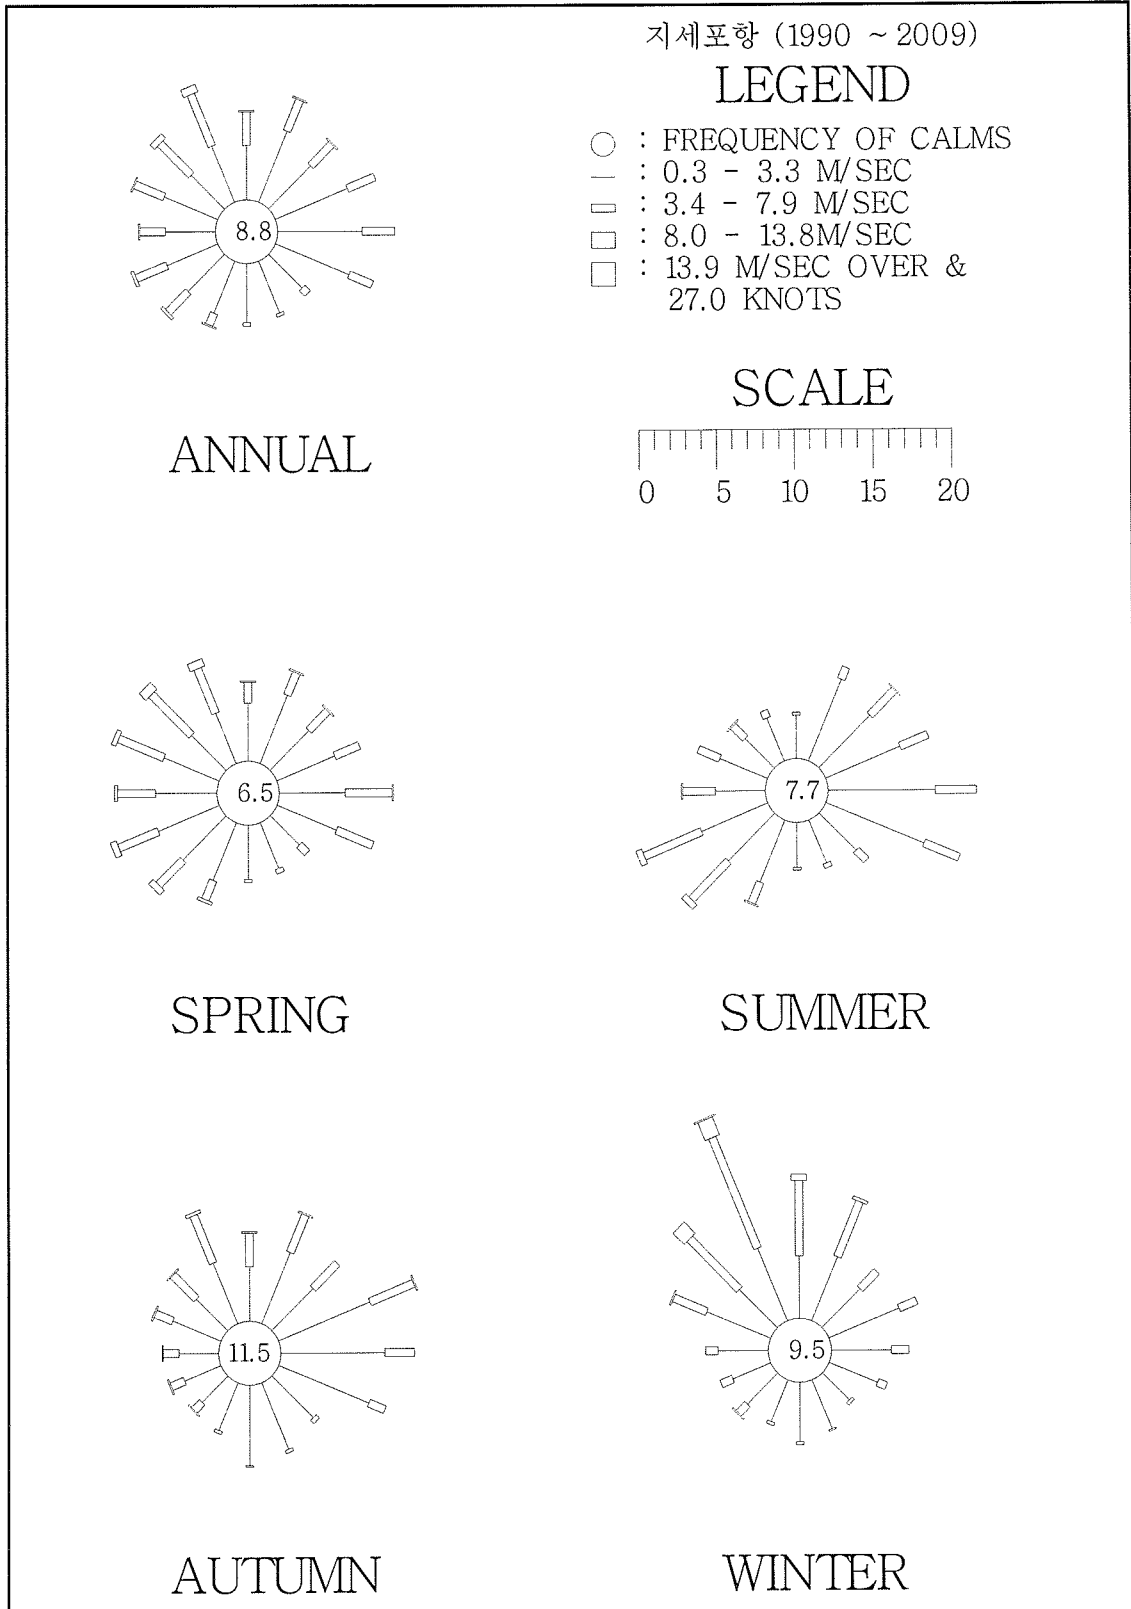 지세포항 (1990 ~ 2009)
LEGEND
: FREQUENCY OF CALMS
: 0.3 - 3.3 M/SEC
: 3.4 - 7.9 M/SEC
: 8.0 - 13.8M/SEC
: 13.9 M/SEC OVER &
27.0 KNOTS
8.8
ANNUAL
SCALE
0 5 10 15 20
6.5
SPRING
7.7
SUMMER
11.5
AUTUMN
9.5
WINTER